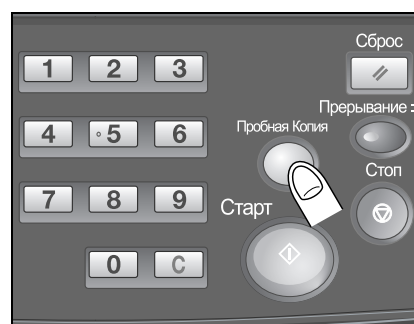 Сброс
1 2 3
Прерывание
Пробная Копия
4 5 6
Стоп
7 8 9
Старт
0 C